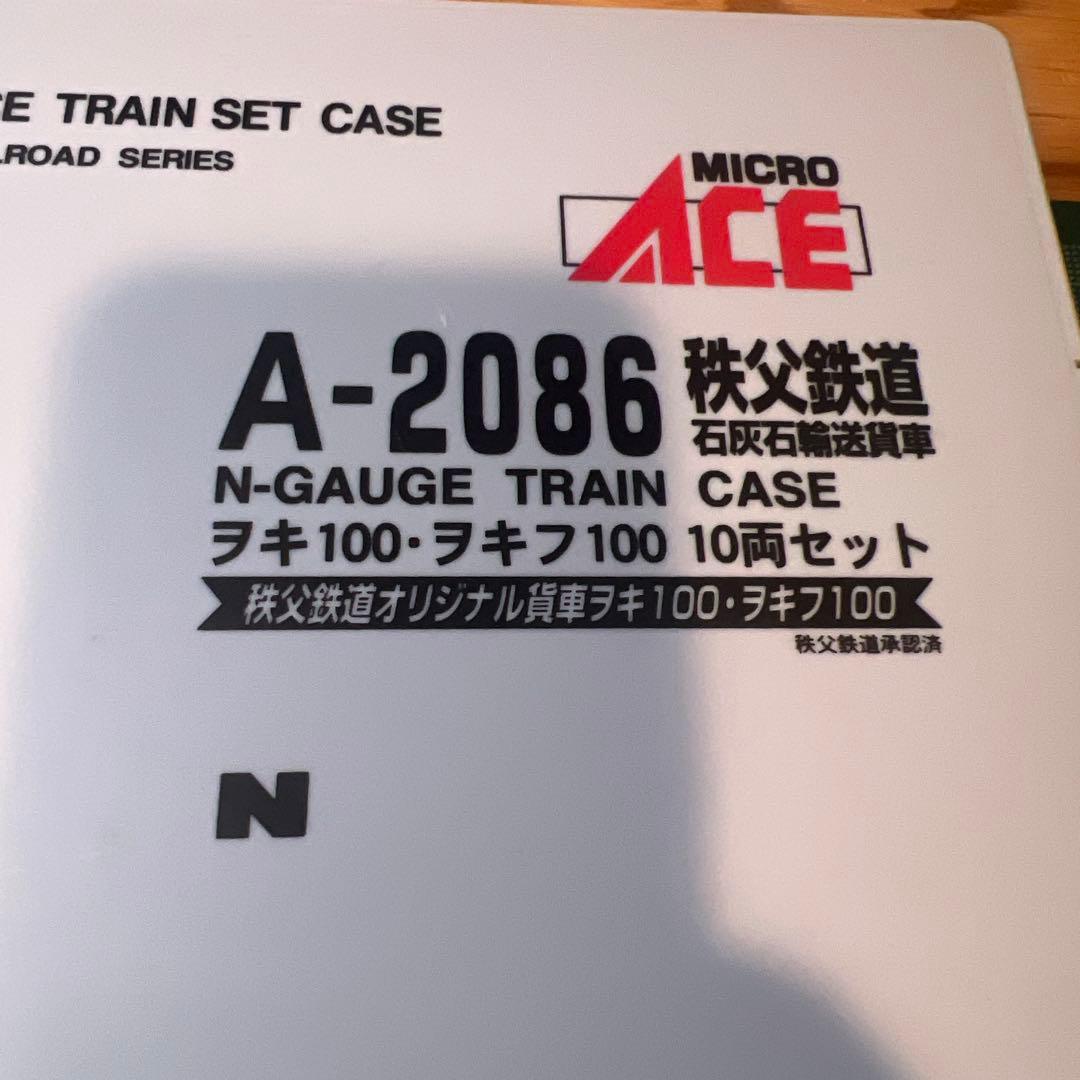 TRAIN SET CASE
SERIES
MICRO
ACE
A-2086 秩父鉄道
石灰石輸送貨車
N-GAUGE TRAIN CASE
ヲキ100・ヲキフ100 10両セット
秩父鉄道オリジナル貨車ヲキ100・ヲキフ100
秩父鉄道承認済
N